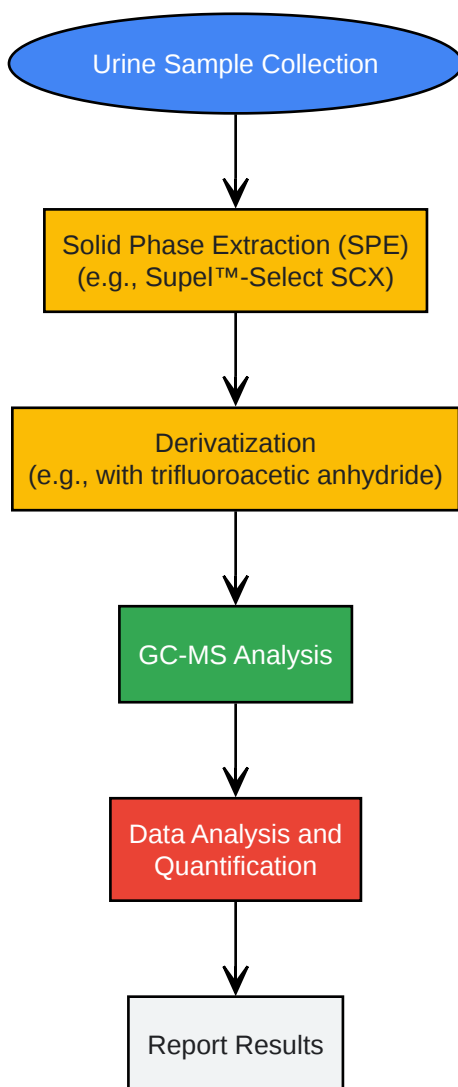 Urine Sample Collection
Solid Phase Extraction (SPE)
(e.g., Supel™-Select SCX)
Derivatization
(e.g., with trifluoroacetic anhydride)
GC-MS Analysis
Data Analysis and
Quantification
Report Results